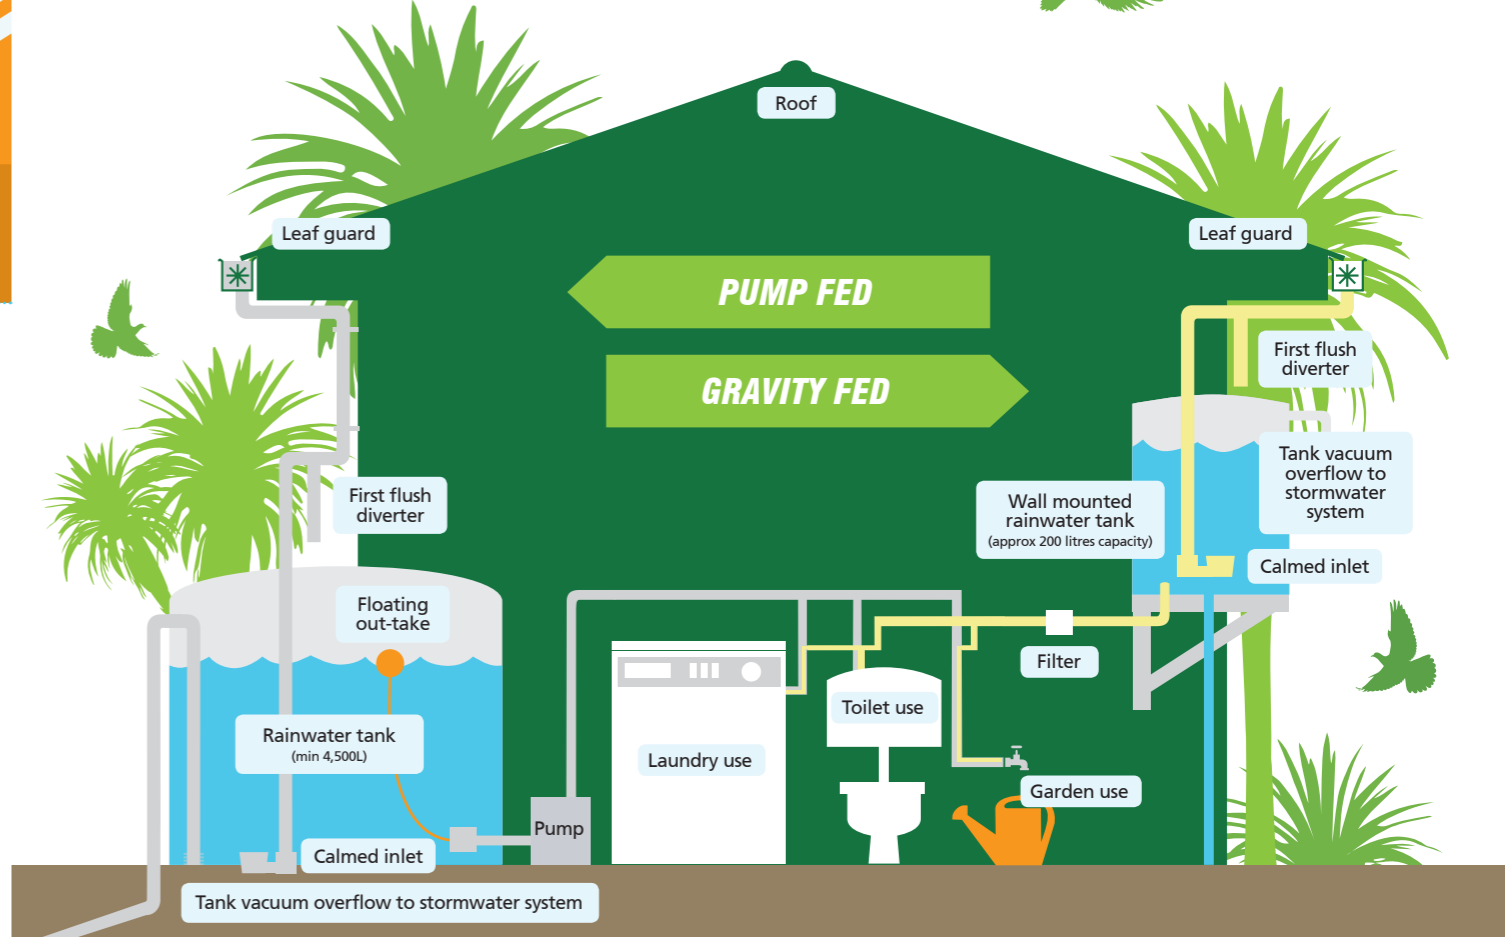 Roof
Leaf guard
Leaf guard
PUMP FED
GRAVITY FED
First flush
diverter
Tank vacuum
overflow to
stormwater
system
Wall mounted
rainwater tank
(approx 200 litres capacity)
Calmed inlet
First flush
diverter
Floating
out-take
Filter
Toilet use
Rainwater tank
(min 4,500L)
Laundry use
Garden use
Pump
Calmed inlet
Tank vacuum overflow to stormwater system